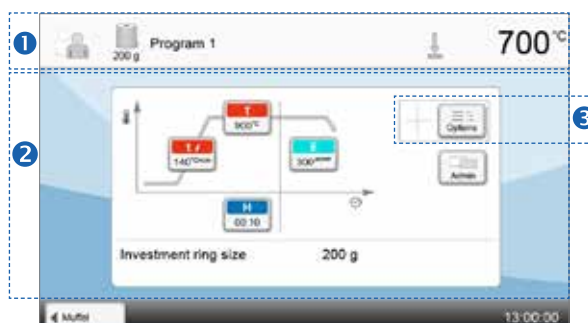 1
200 g
Program 1
700 °C
2
3
T
900°C
Options
140°C/min
300
Admin
H
00:10
Investment ring size 200 g
Muffel
13:00:00